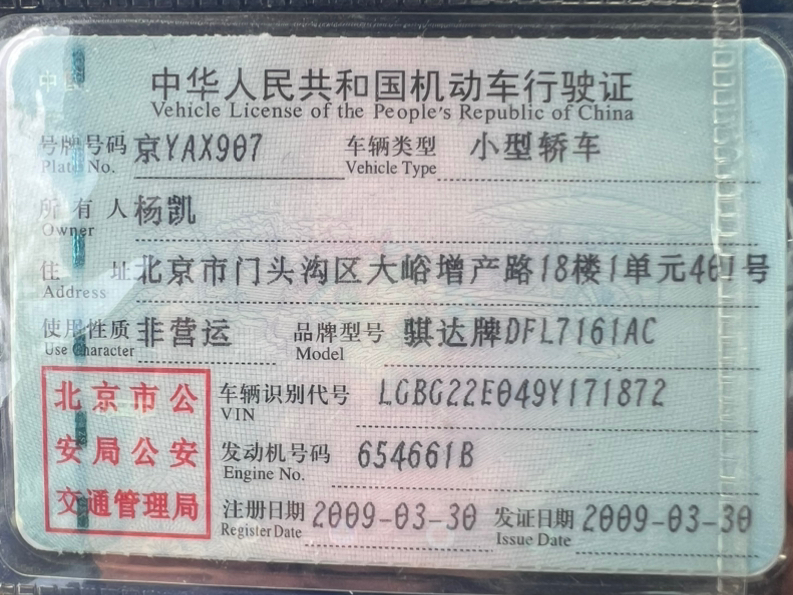 中华人民共和国机动车行驶证
Vehicle License of the People's Republic of China
号牌号码 京YAX907 车辆类型 小型轿车
Plate No. Vehicle Type
所有人 杨凯
Owner
住址 北京市门头沟区大峪增产路18楼1单元461号
Address
使用性质 非营运 品牌型号 骐达牌DFL7161AC
Use Character Model
北京市公 车辆识别代号 LGBG22E049Y171872
VIN
安局公安 发动机号码 654661B
Engine No.
交通管理局 注册日期 2009-03-30 发证日期 2009-03-30
Register Date Issue Date